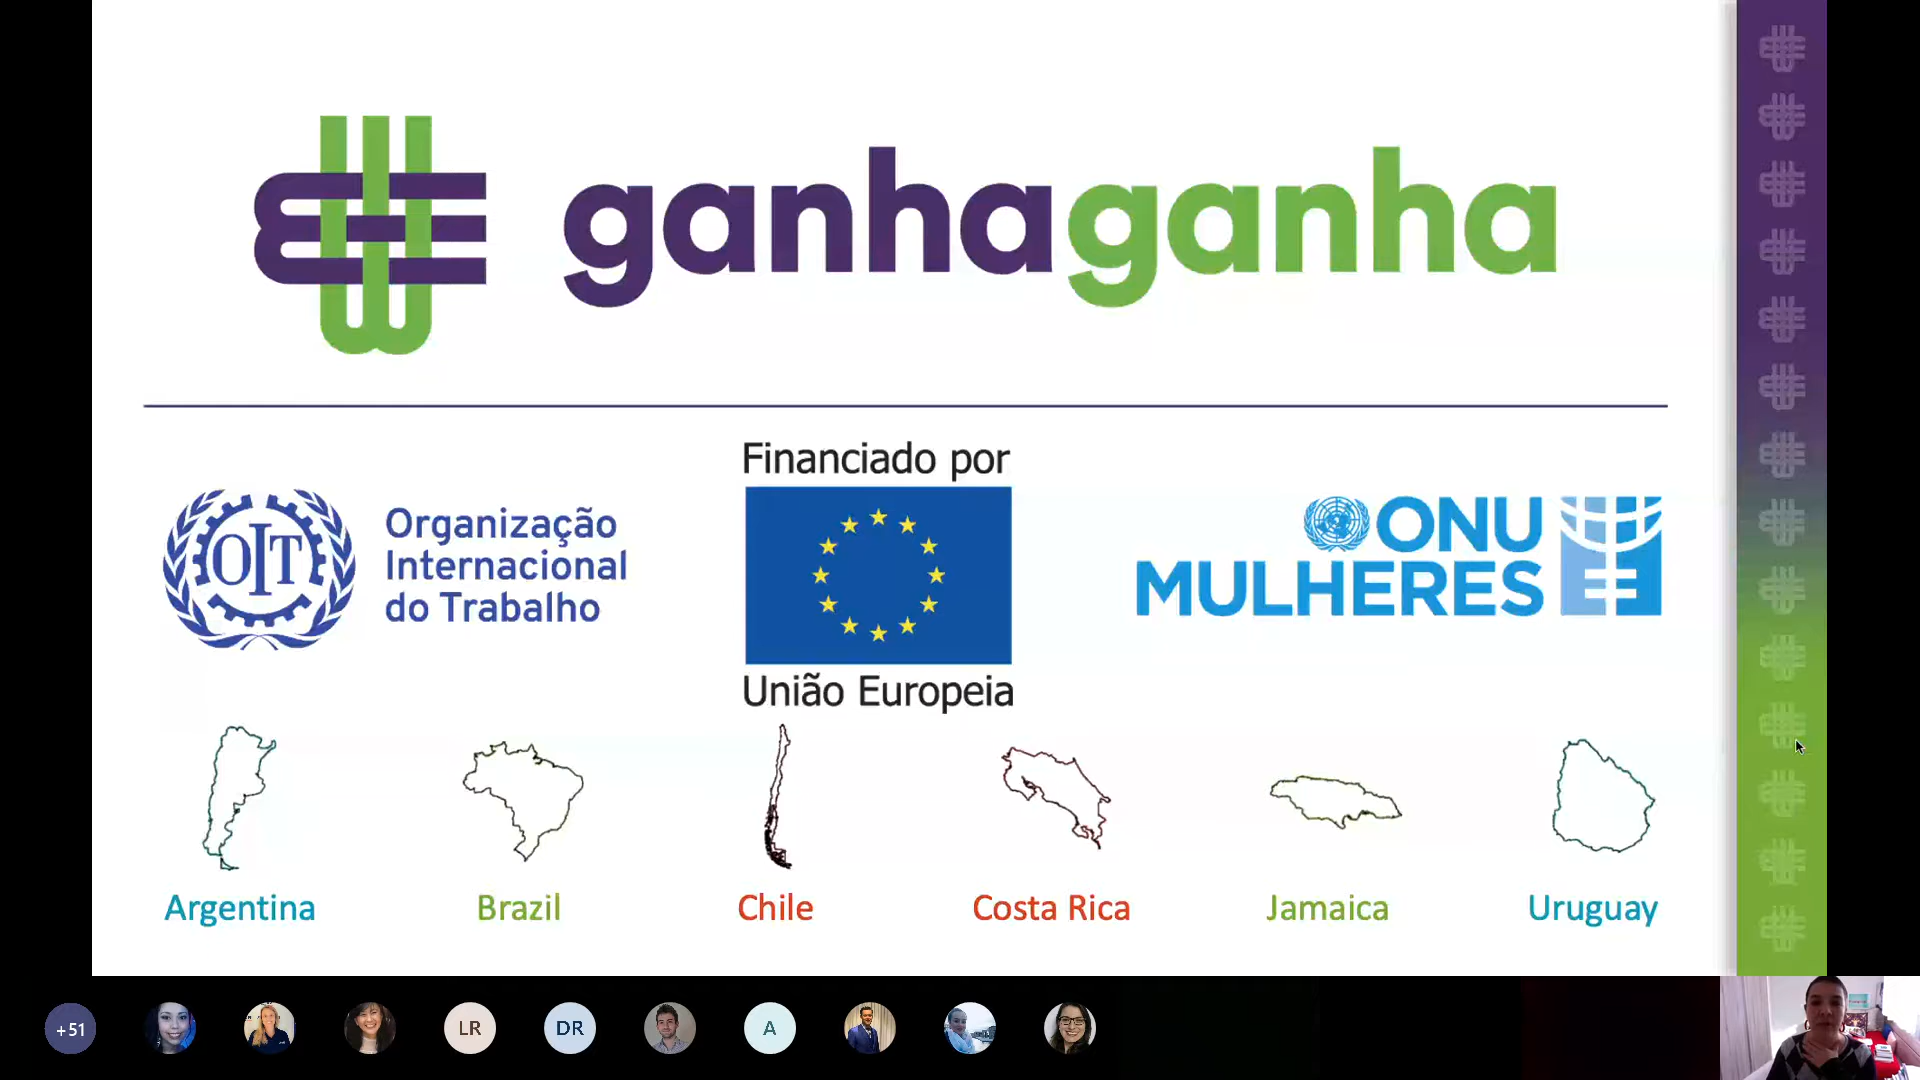 ganhaganha
Financiado por
OIT
Organização
Internacional
do Trabalho
ONU
MULHERES
União Europeia
Argentina
Brazil
Chile
Costa Rica
Jamaica
Uruguay
+51
LR
DR
A